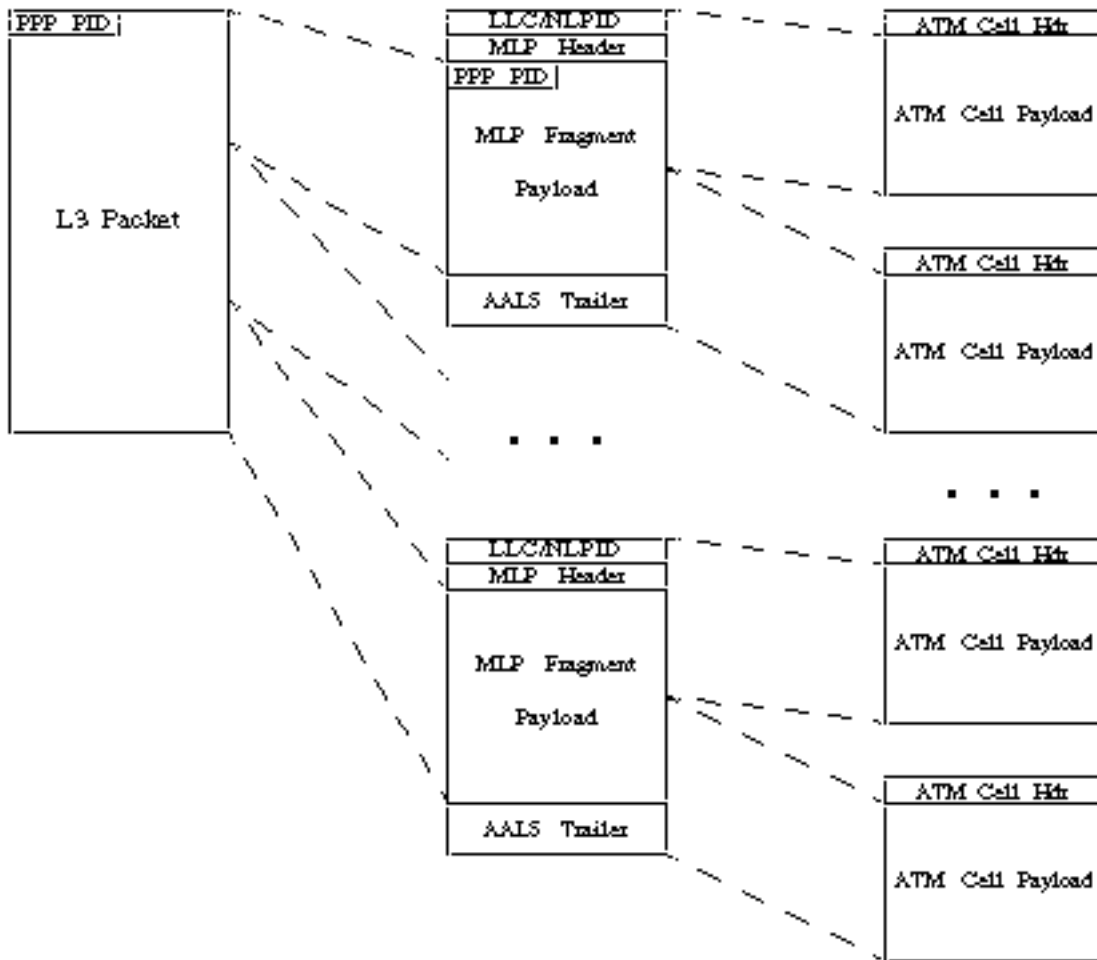 PPP PID
L3 Packet
LLC/NLPID
MLP Header
PPP PID
MLP Fragment
Payload
AAL5 Trailer
. . .
LLC/NLPID
MLP Header
MLP Fragment
Payload
AAL5 Trailer
ATM Cell Hdr
ATM Cell Payload
ATM Cell Hdr
ATM Cell Payload
. . .
ATM Cell Hdr
ATM Cell Payload
ATM Cell Hdr
ATM Cell Payload